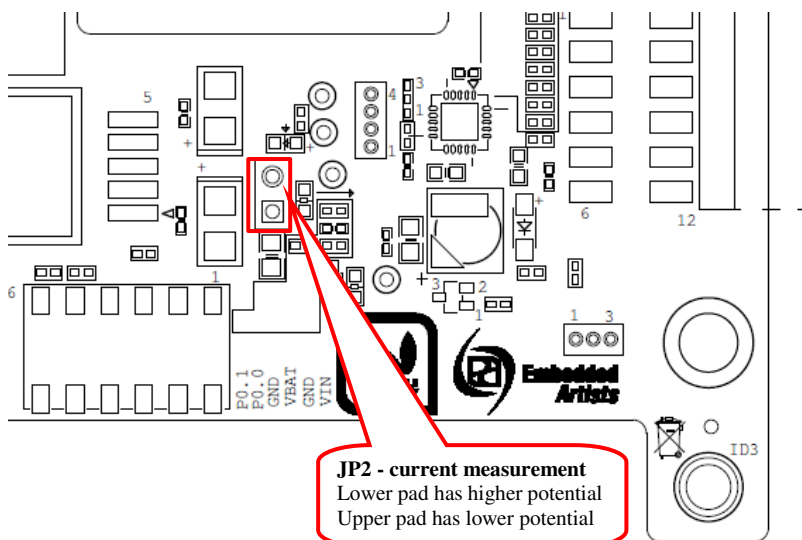 5
4
3
1
1
+
+
+
+
6
12
1
6
+
3
2
1
1 3
P0.1
P0.0
GND
VBAT
GND
VIN
Embedded
Artists
ID3
JP2 - current measurement
Lower pad has higher potential
Upper pad has lower potential